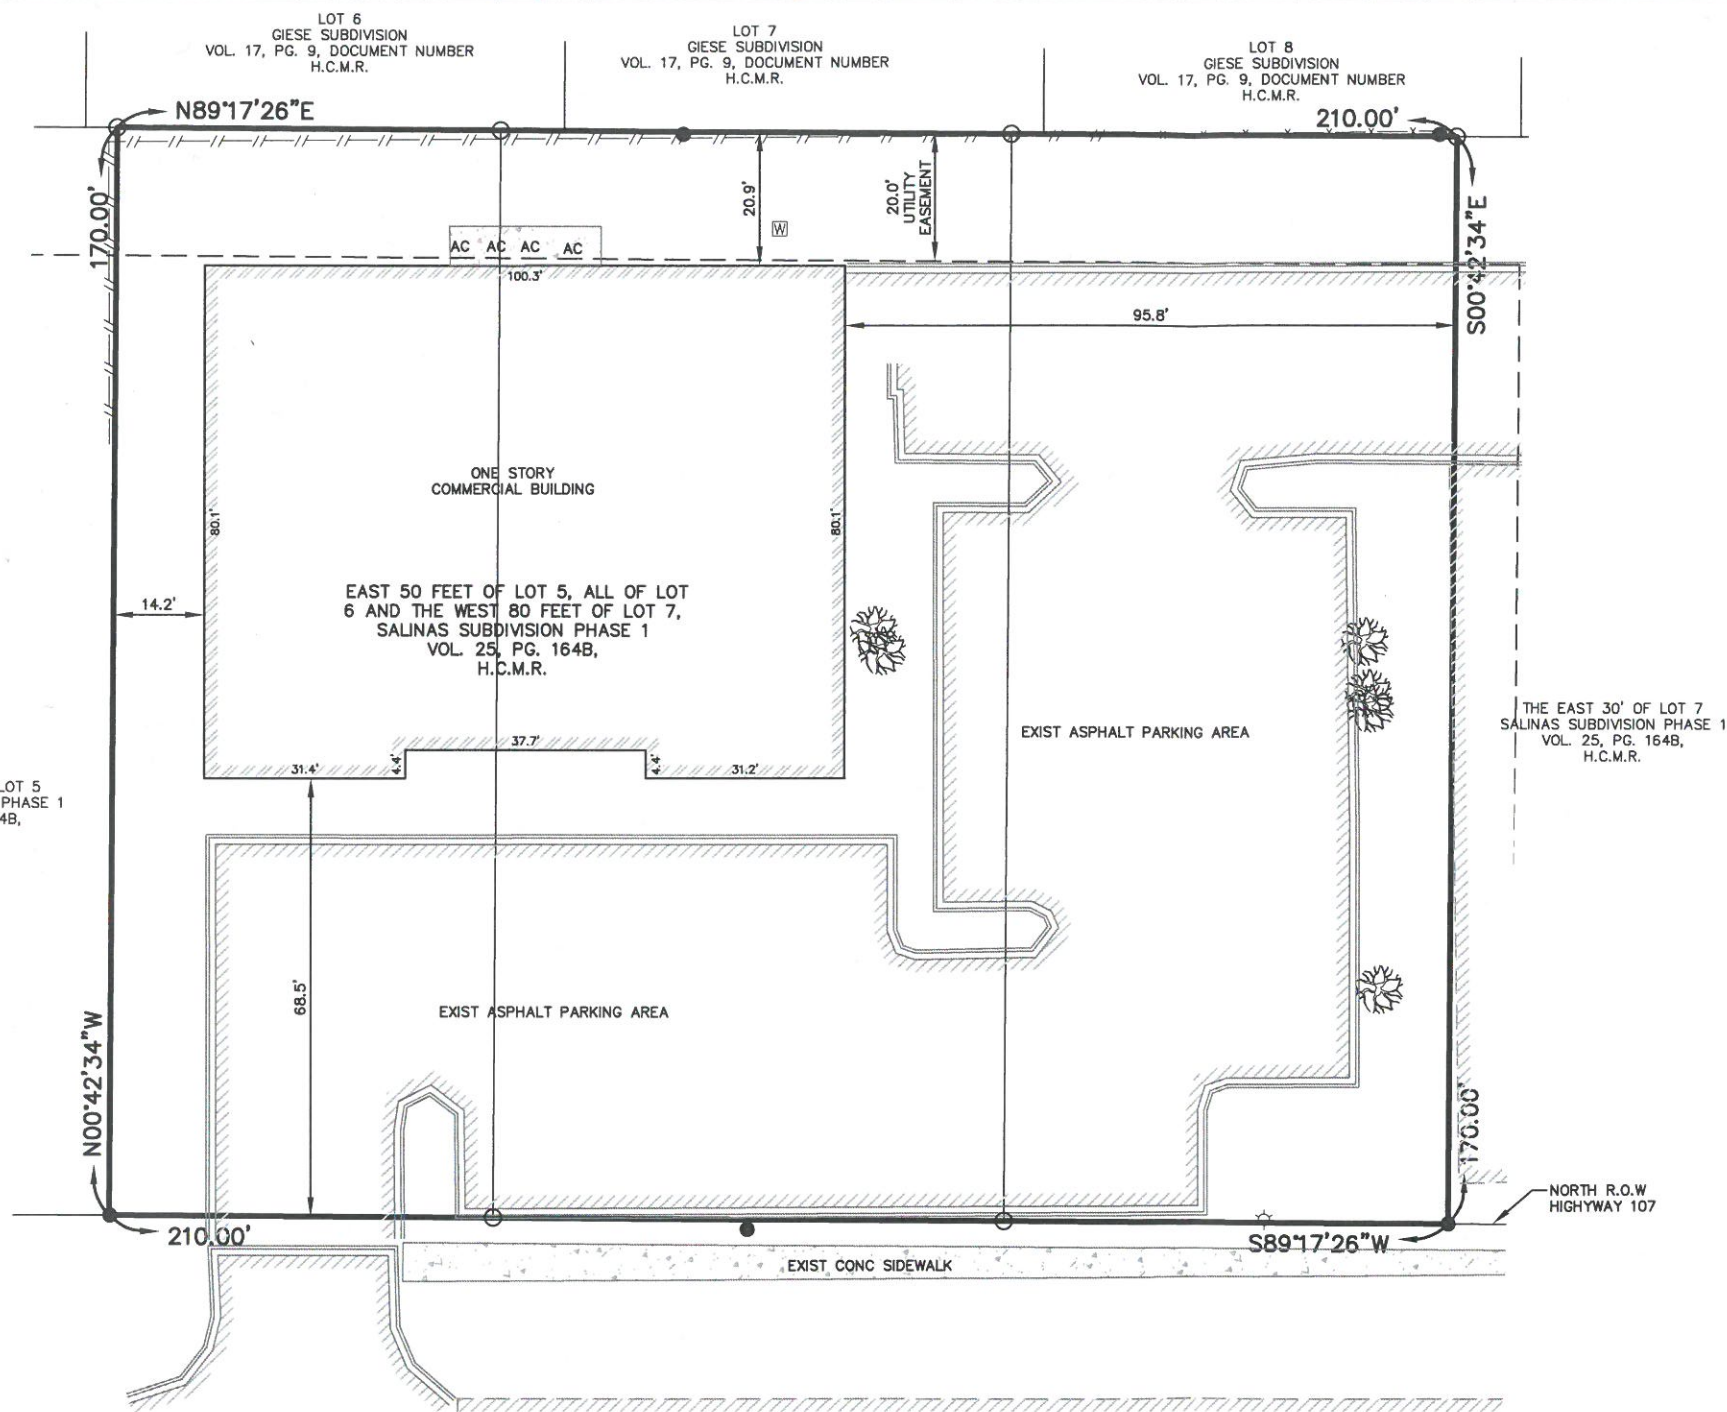 LOT 6
GIESE SUBDIVISION
VOL. 17, PG. 9, DOCUMENT NUMBER
H.C.M.R.
LOT 7
GIESE SUBDIVISION
VOL. 17, PG. 9, DOCUMENT NUMBER
H.C.M.R.
LOT 8
GIESE SUBDIVISION
VOL. 17, PG. 9, DOCUMENT NUMBER
H.C.M.R.
N89°17'26"E
210.00'
170.00'
20.9'
W
20.0'
UTILITY
EASEMENT
S00°42'34"E
AC AC AC AC
100.3'
95.8'
ONE STORY
COMMERCIAL BUILDING
80.1'
80.1'
14.2'
EAST 50 FEET OF LOT 5, ALL OF LOT
6 AND THE WEST 80 FEET OF LOT 7,
SALINAS SUBDIVISION PHASE 1
VOL. 25, PG. 164B,
H.C.M.R.
EXIST ASPHALT PARKING AREA
THE EAST 30' OF LOT 7
SALINAS SUBDIVISION PHASE 1
VOL. 25, PG. 164B,
H.C.M.R.
37.7'
31.4'
4.4'
4.4'
31.2'
LOT 5
PHASE 1
4B,
68.5'
EXIST ASPHALT PARKING AREA
N00°42'34"W
170.00'
NORTH R.O.W
HIGHYWAY 107
210.00'
S89°17'26"W
EXIST CONC SIDEWALK